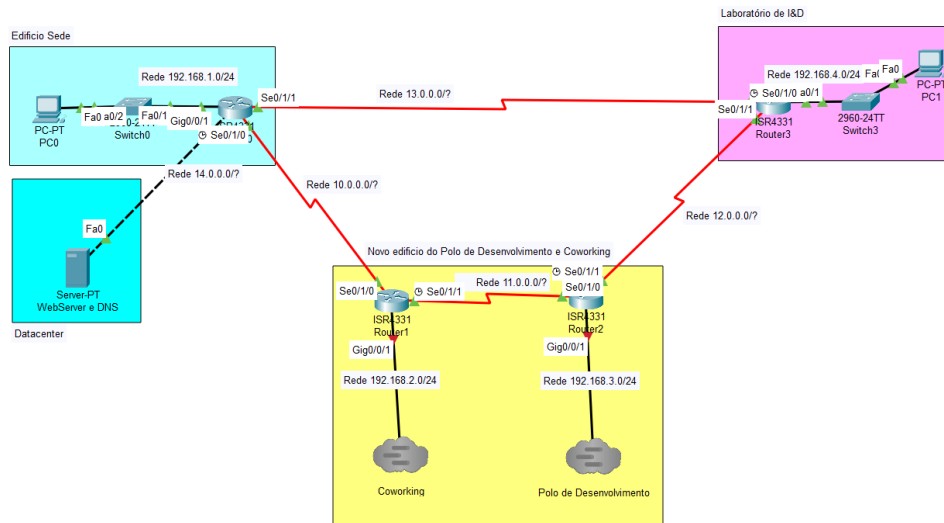 Edificio Sede
Rede 192.168.1.0/24
Se0/1/1
Fa0
a0/2
Fa0/1
Gig0/0/1
Se0/1/0
PC-PT
PC0
Switch0
Rede 14.0.0.0/?
Fa0
Server-PT
WebServer e DNS
Datacenter
Rede 13.0.0.0/?
Rede 10.0.0.0/?
Laboratório de I&D
Rede 192.168.4.0/24
Fa0
Se0/1/0
a0/1
Se0/1/1
PC-PT
PC1
ISR4331
Router3
2960-24TT
Switch3
Rede 12.0.0.0/?
Novo edificio do Polo de Desenvolvimento e Coworking
Se0/1/1
Rede 11.0.0.0/?
Se0/1/0
Se0/1/0
Se0/1/1
ISR4331
Router1
ISR4331
Router2
Gig0/0/1
Gig0/0/1
Rede 192.168.2.0/24
Rede 192.168.3.0/24
Coworking
Polo de Desenvolvimento